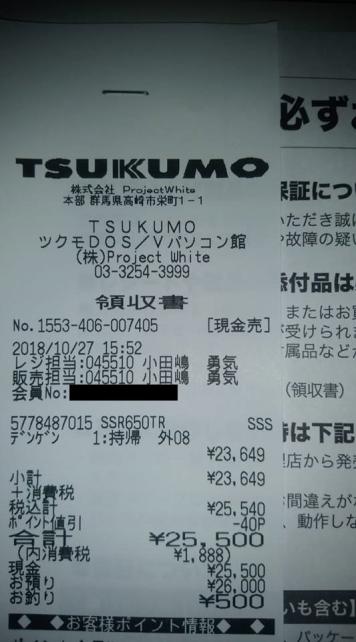 TSUKUMO
株式会社 ProjectWhite
本部 群馬県高崎市栄町1-1
TSUKUMO
ツクモDOS/Vパソコン館
(株)Project White
03-3254-3999
領収書
No.1553-406-007405 [現金売]
2018/10/27 15:52
レジ担当:045510 小田嶋 勇気
販売担当:045510 小田嶋 勇気
会員No:
5778487015 SSR650TR SSS
デンゲン 1:持帰 外08
¥23,649
小計 ¥23,649
+消費税
税込計 ¥25,540
ポイント値引 -40P
合計 ¥25,500
(内消費税 ¥1,888)
現金 ¥25,500
お預り ¥26,000
お釣り ¥500
◆ ◆お客様ポイント情報◆ ◆
必ずお
保証につ
いただき誠に
故障の疑い
添付品は
またはお買
が受けられま
属品など
(領収書)
時は下記
店から発
間違えが
、動作しな
いも含む】
パッケー